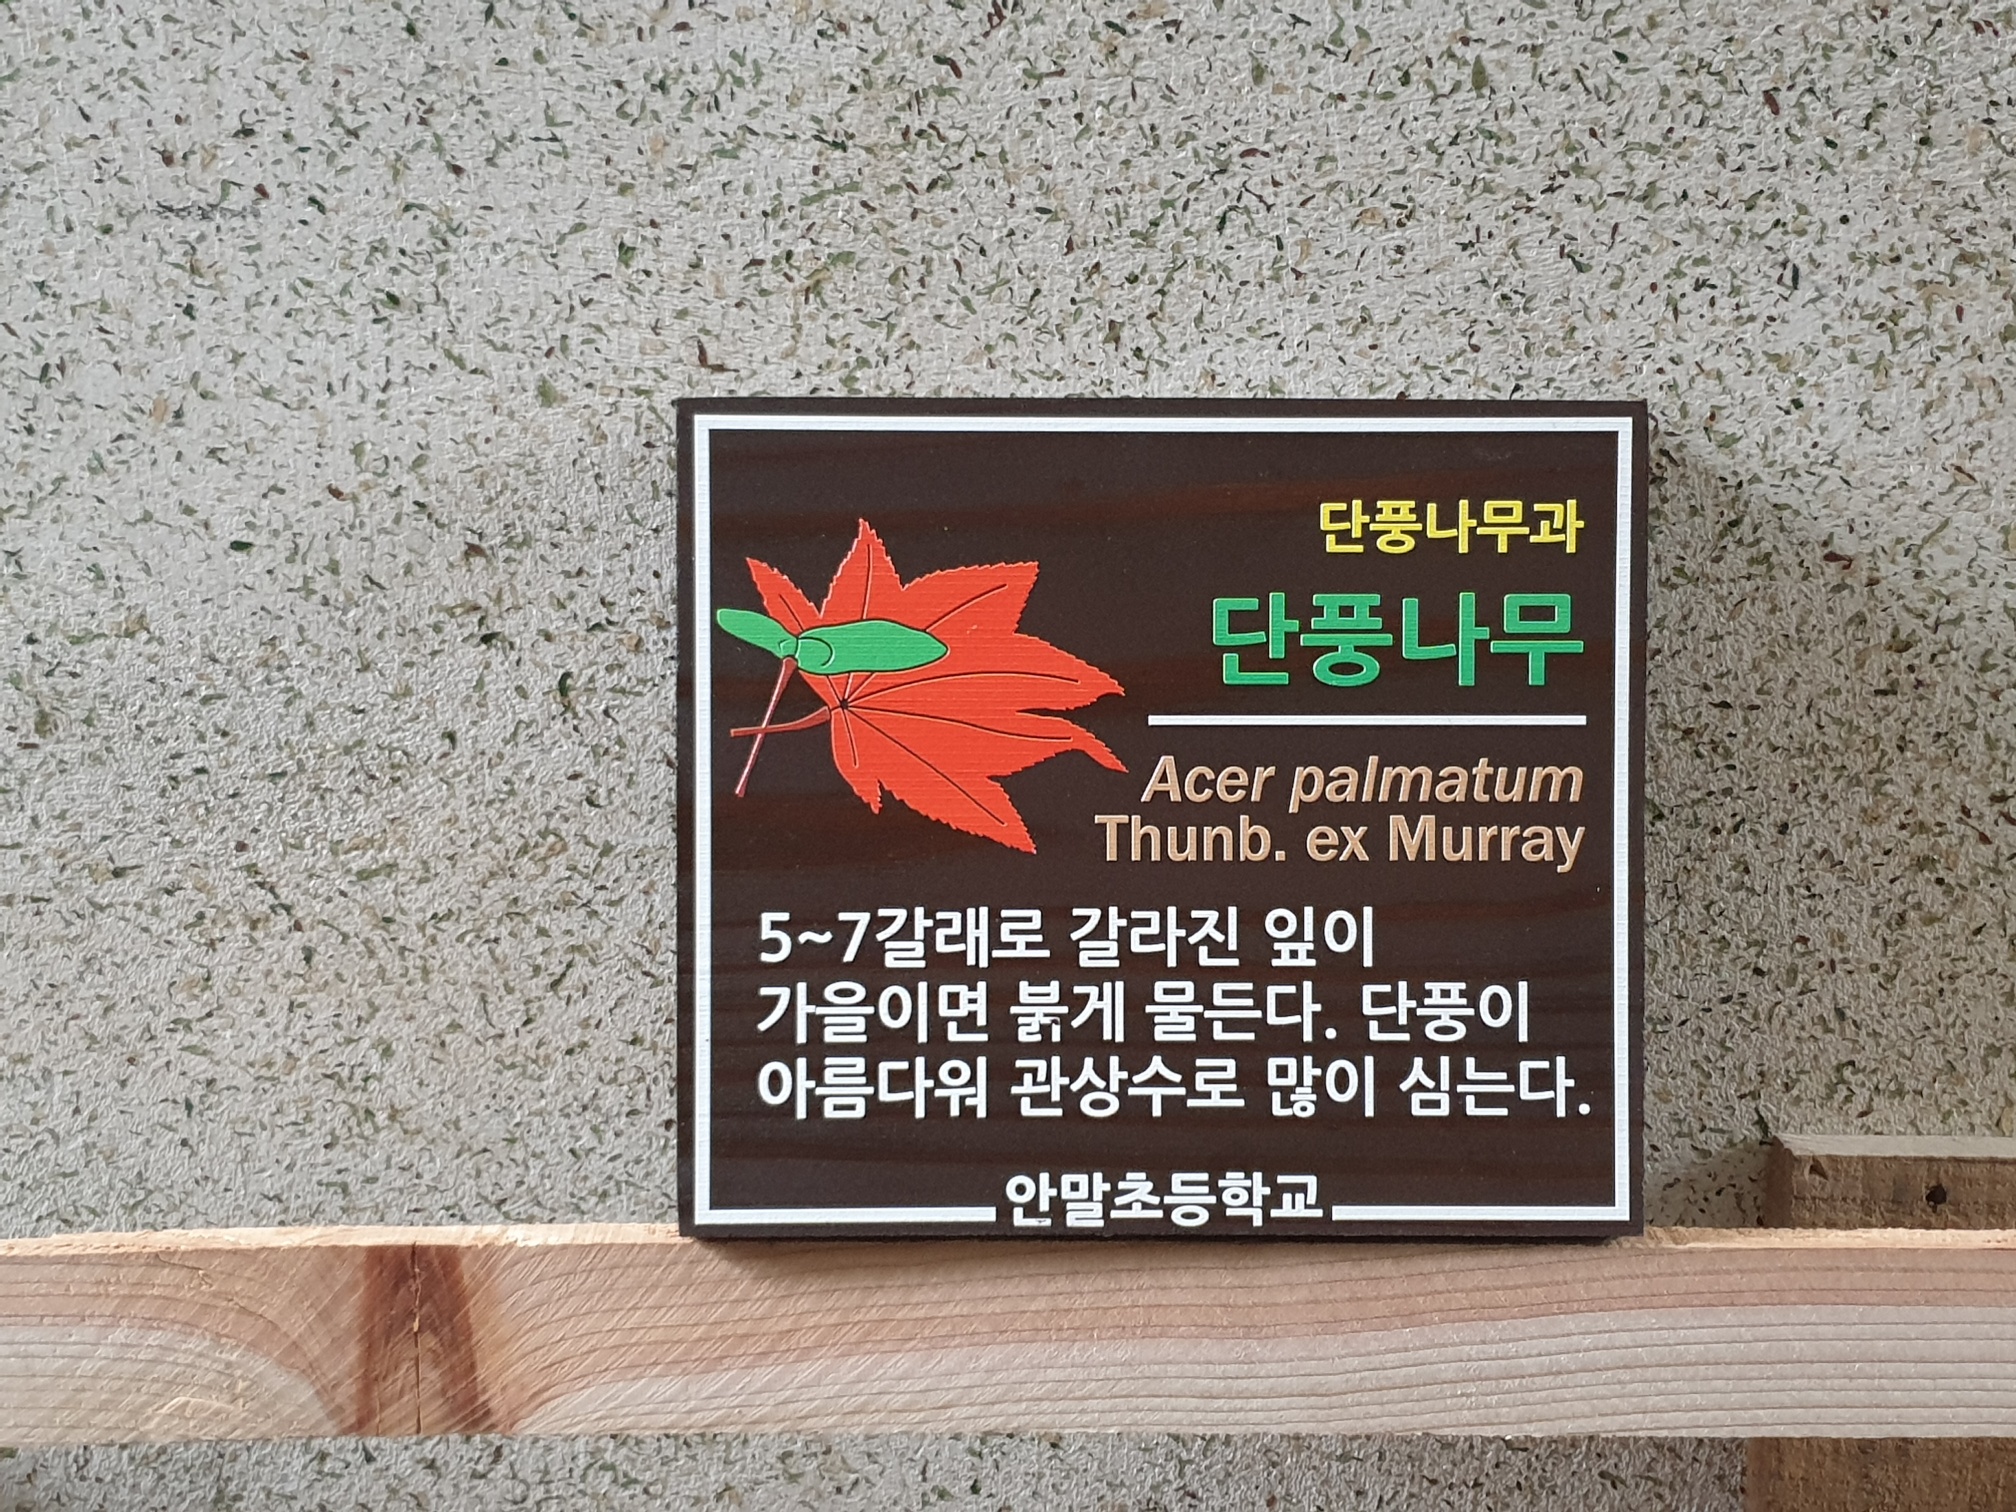 단풍나무과
단풍나무
Acer palmatum
Thunb. ex Murray
5~7갈래로 갈라진 잎이
가을이면 붉게 물든다. 단풍이
아름다워 관상수로 많이 심는다.
안말초등학교